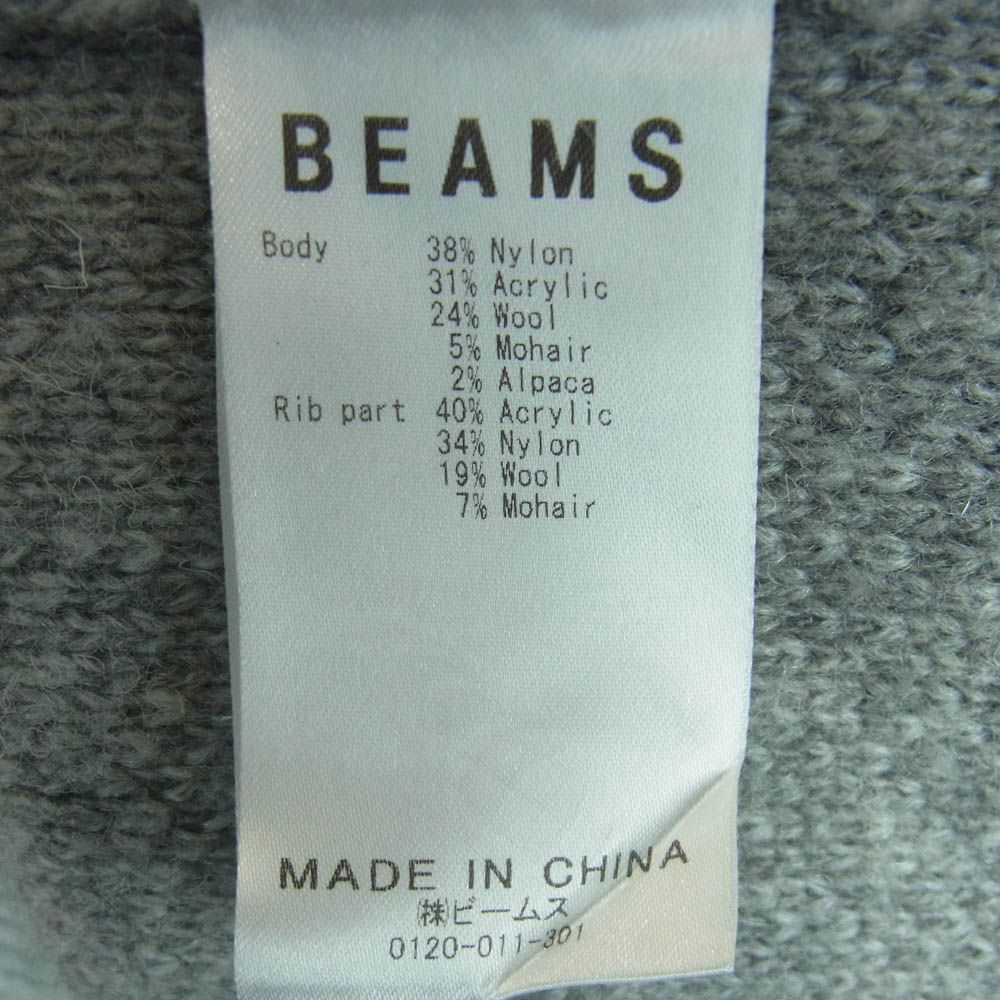 BEAMS
Body 38% Nylon
31% Acrylic
24% Wool
5% Mohair
2% Alpaca
Rib part 40% Acrylic
34% Nylon
19% Wool
7% Mohair
MADE IN CHINA
㈱ビームス
0120-011-301